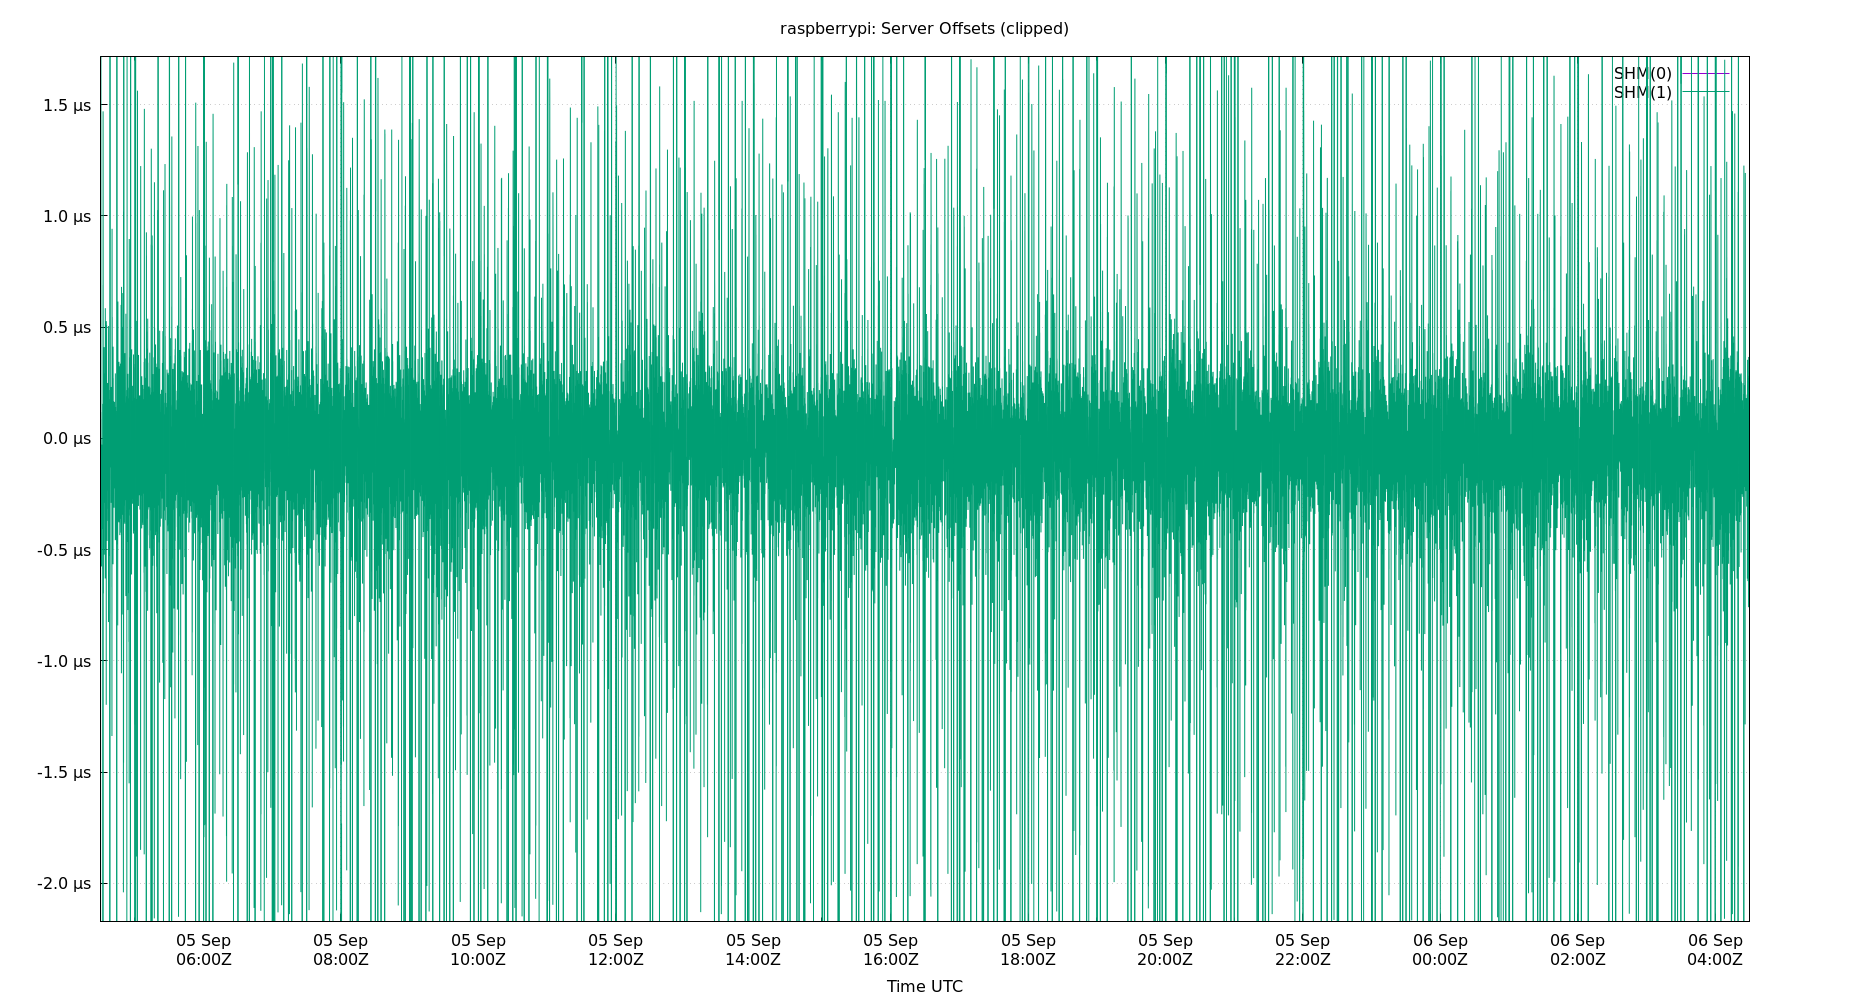 raspberrypi: Server Offsets (clipped)
SHM(0)
SHM(1)
1.5 µs
1.0 µs
0.5 µs
0.0 µs
-0.5 µs
-1.0 µs
-1.5 µs
-2.0 µs
05 Sep 05 Sep 05 Sep 05 Sep 05 Sep 05 Sep 05 Sep 05 Sep 05 Sep 06 Sep 06 Sep 06 Sep
06:00Z 08:00Z 10:00Z 12:00Z 14:00Z 16:00Z 18:00Z 20:00Z 22:00Z 00:00Z 02:00Z 04:00Z
Time UTC